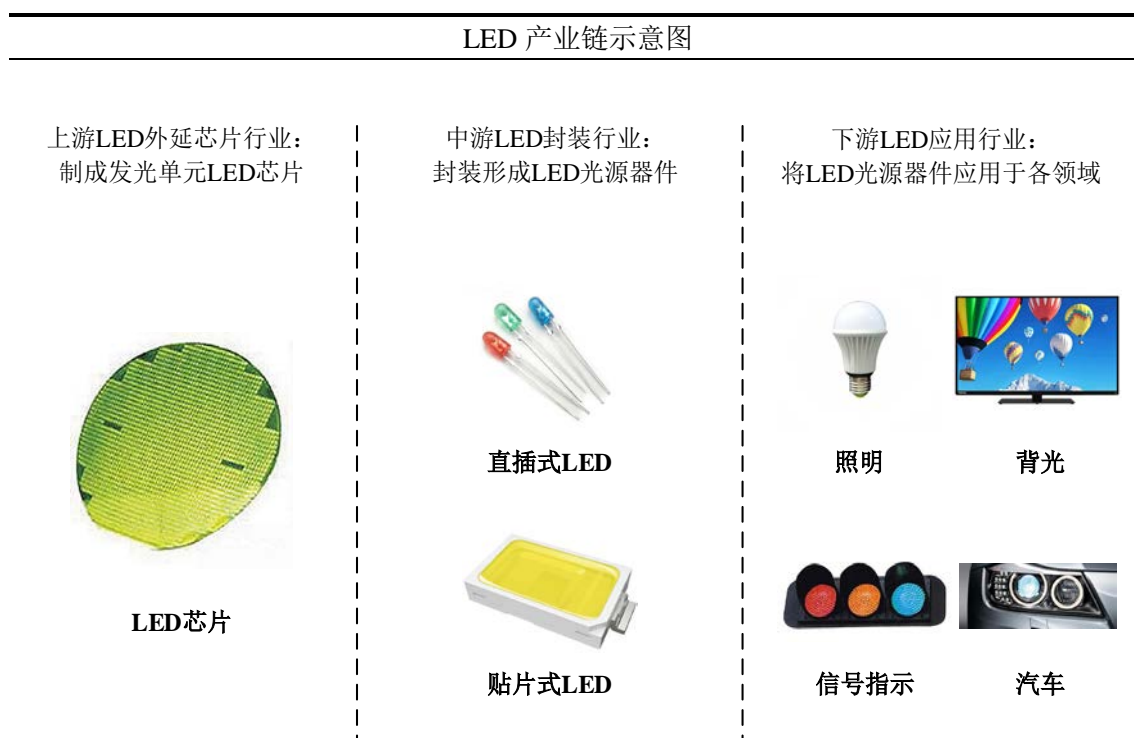 LED 产业链示意图
上游LED外延芯片行业：
制成发光单元LED芯片
中游LED封装行业：
封装形成LED光源器件
下游LED应用行业：
将LED光源器件应用于各领域
直插式LED
照明
背光
LED芯片
贴片式LED
信号指示
汽车